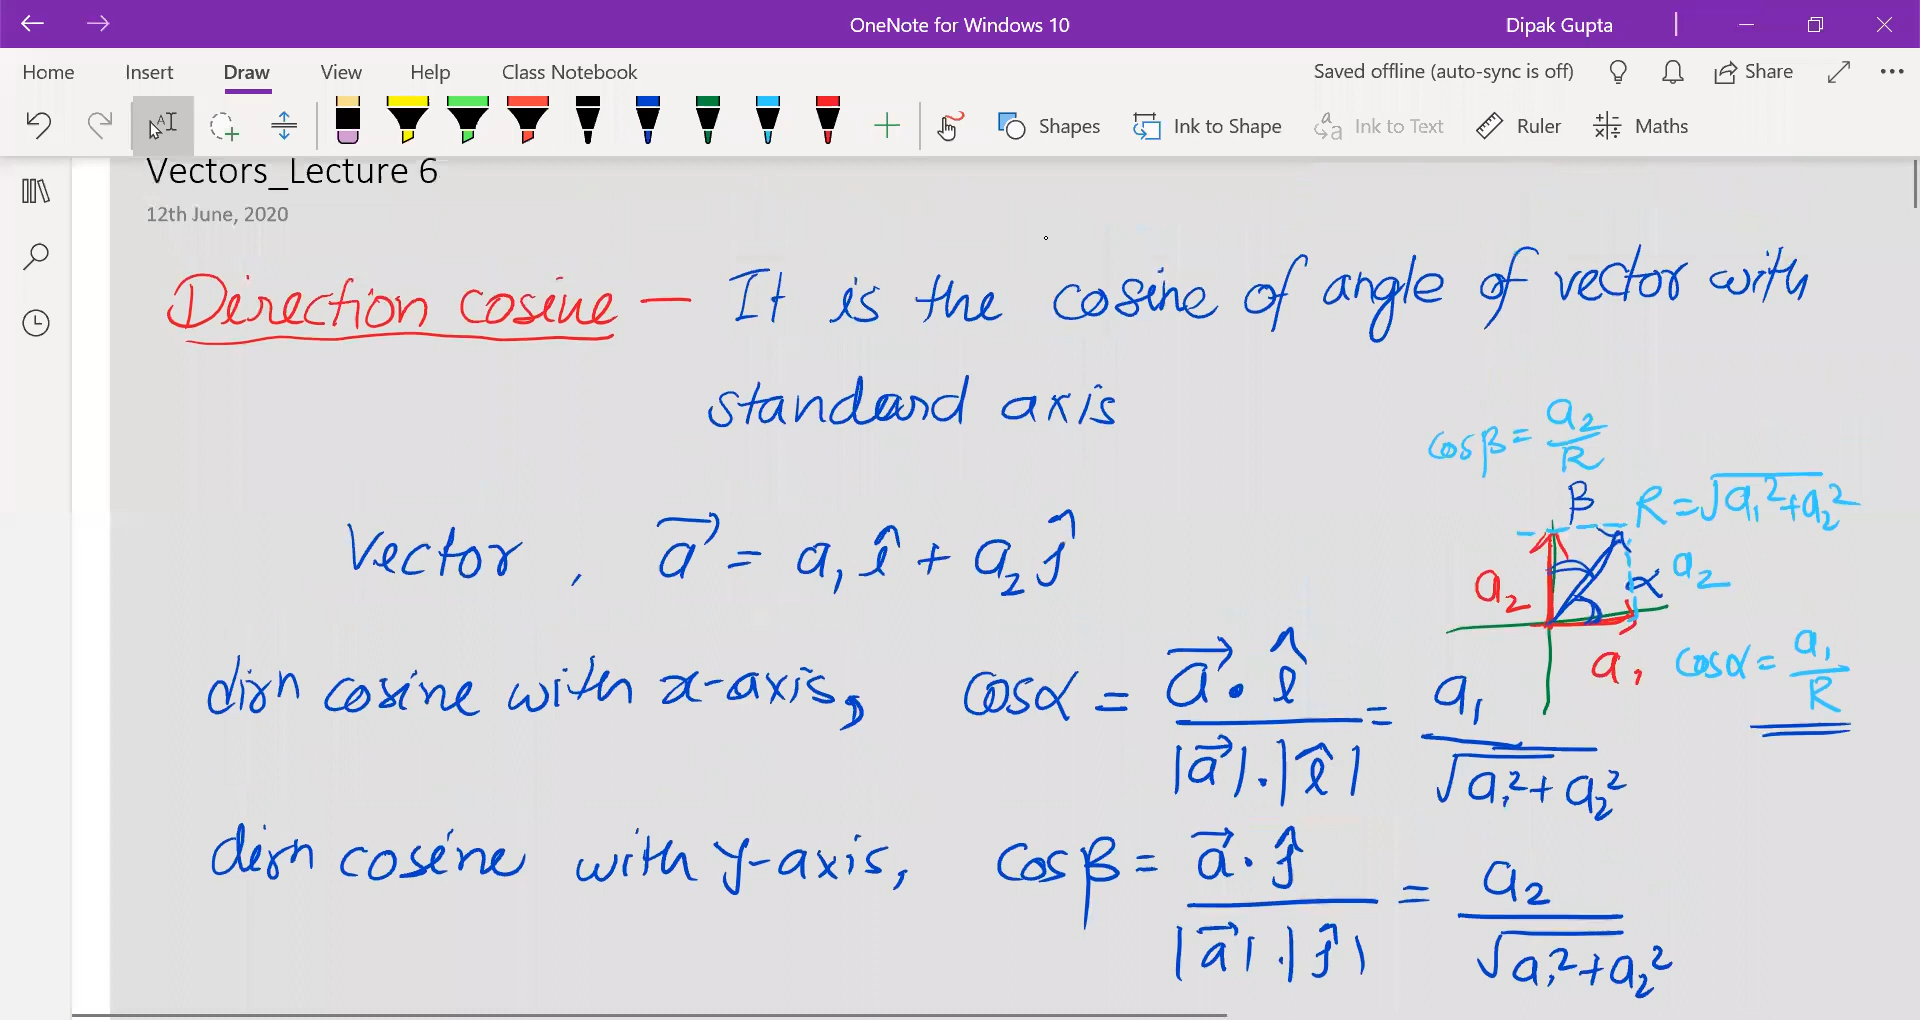 OneNote for Windows 10
Dipak Gupta
Home Insert Draw View Help Class Notebook
Saved offline (auto-sync is off) Share
Shapes Ink to Shape Ink to Text Ruler Maths
Vectors_Lecture 6
12th June, 2020
Direction cosine — It is the cosine of angle of vector with
standard axis
cosβ = a₂/R
β R = √a₁²+a₂²
Vector, a⃗ = a₁î + a₂ĵ
a₂ α a₂
a₁ cosα = a₁/R
dirn cosine with x-axis, cosα = a⃗ . î / |a⃗| . |î| = a₁ / √a₁²+a₂²
dirn cosine with y-axis, cosβ = a⃗ . ĵ / |a⃗| . |ĵ| = a₂ / √a₁²+a₂²